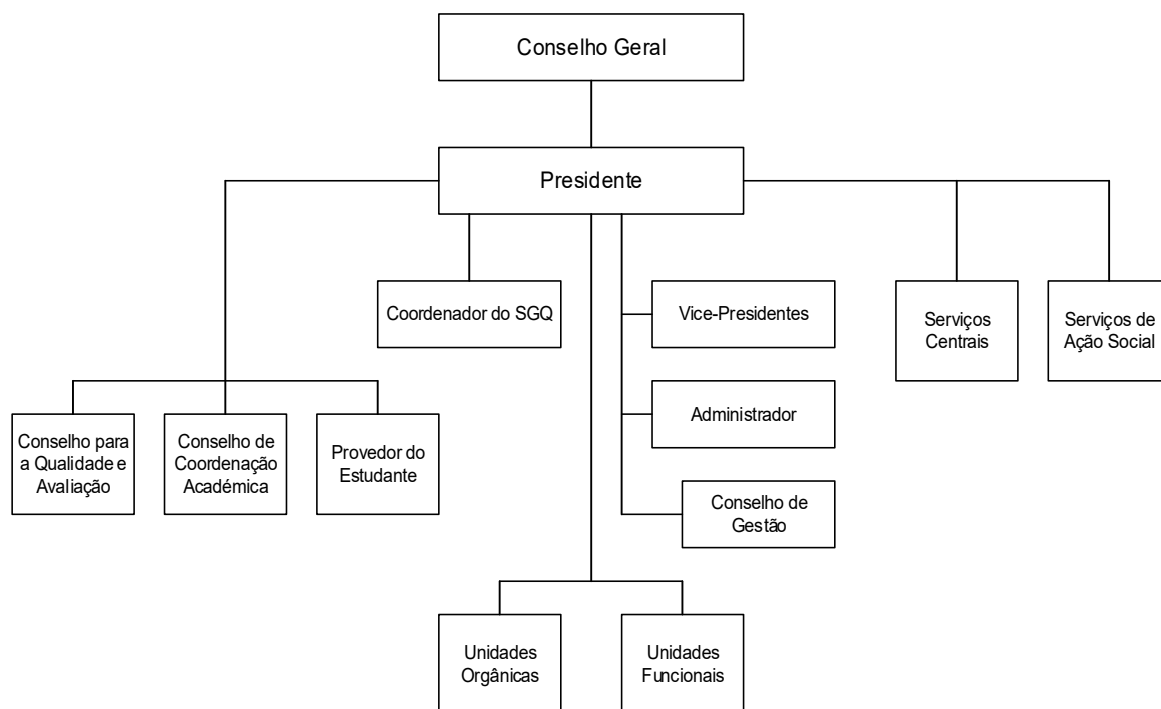 Conselho Geral
Presidente
Coordenador do SGQ
Vice-Presidentes
Serviços
Centrais
Serviços de
Ação Social
Administrador
Conselho para
a Qualidade e
Avaliação
Conselho de
Coordenação
Académica
Provedor do
Estudante
Conselho de
Gestão
Unidades
Orgânicas
Unidades
Funcionais